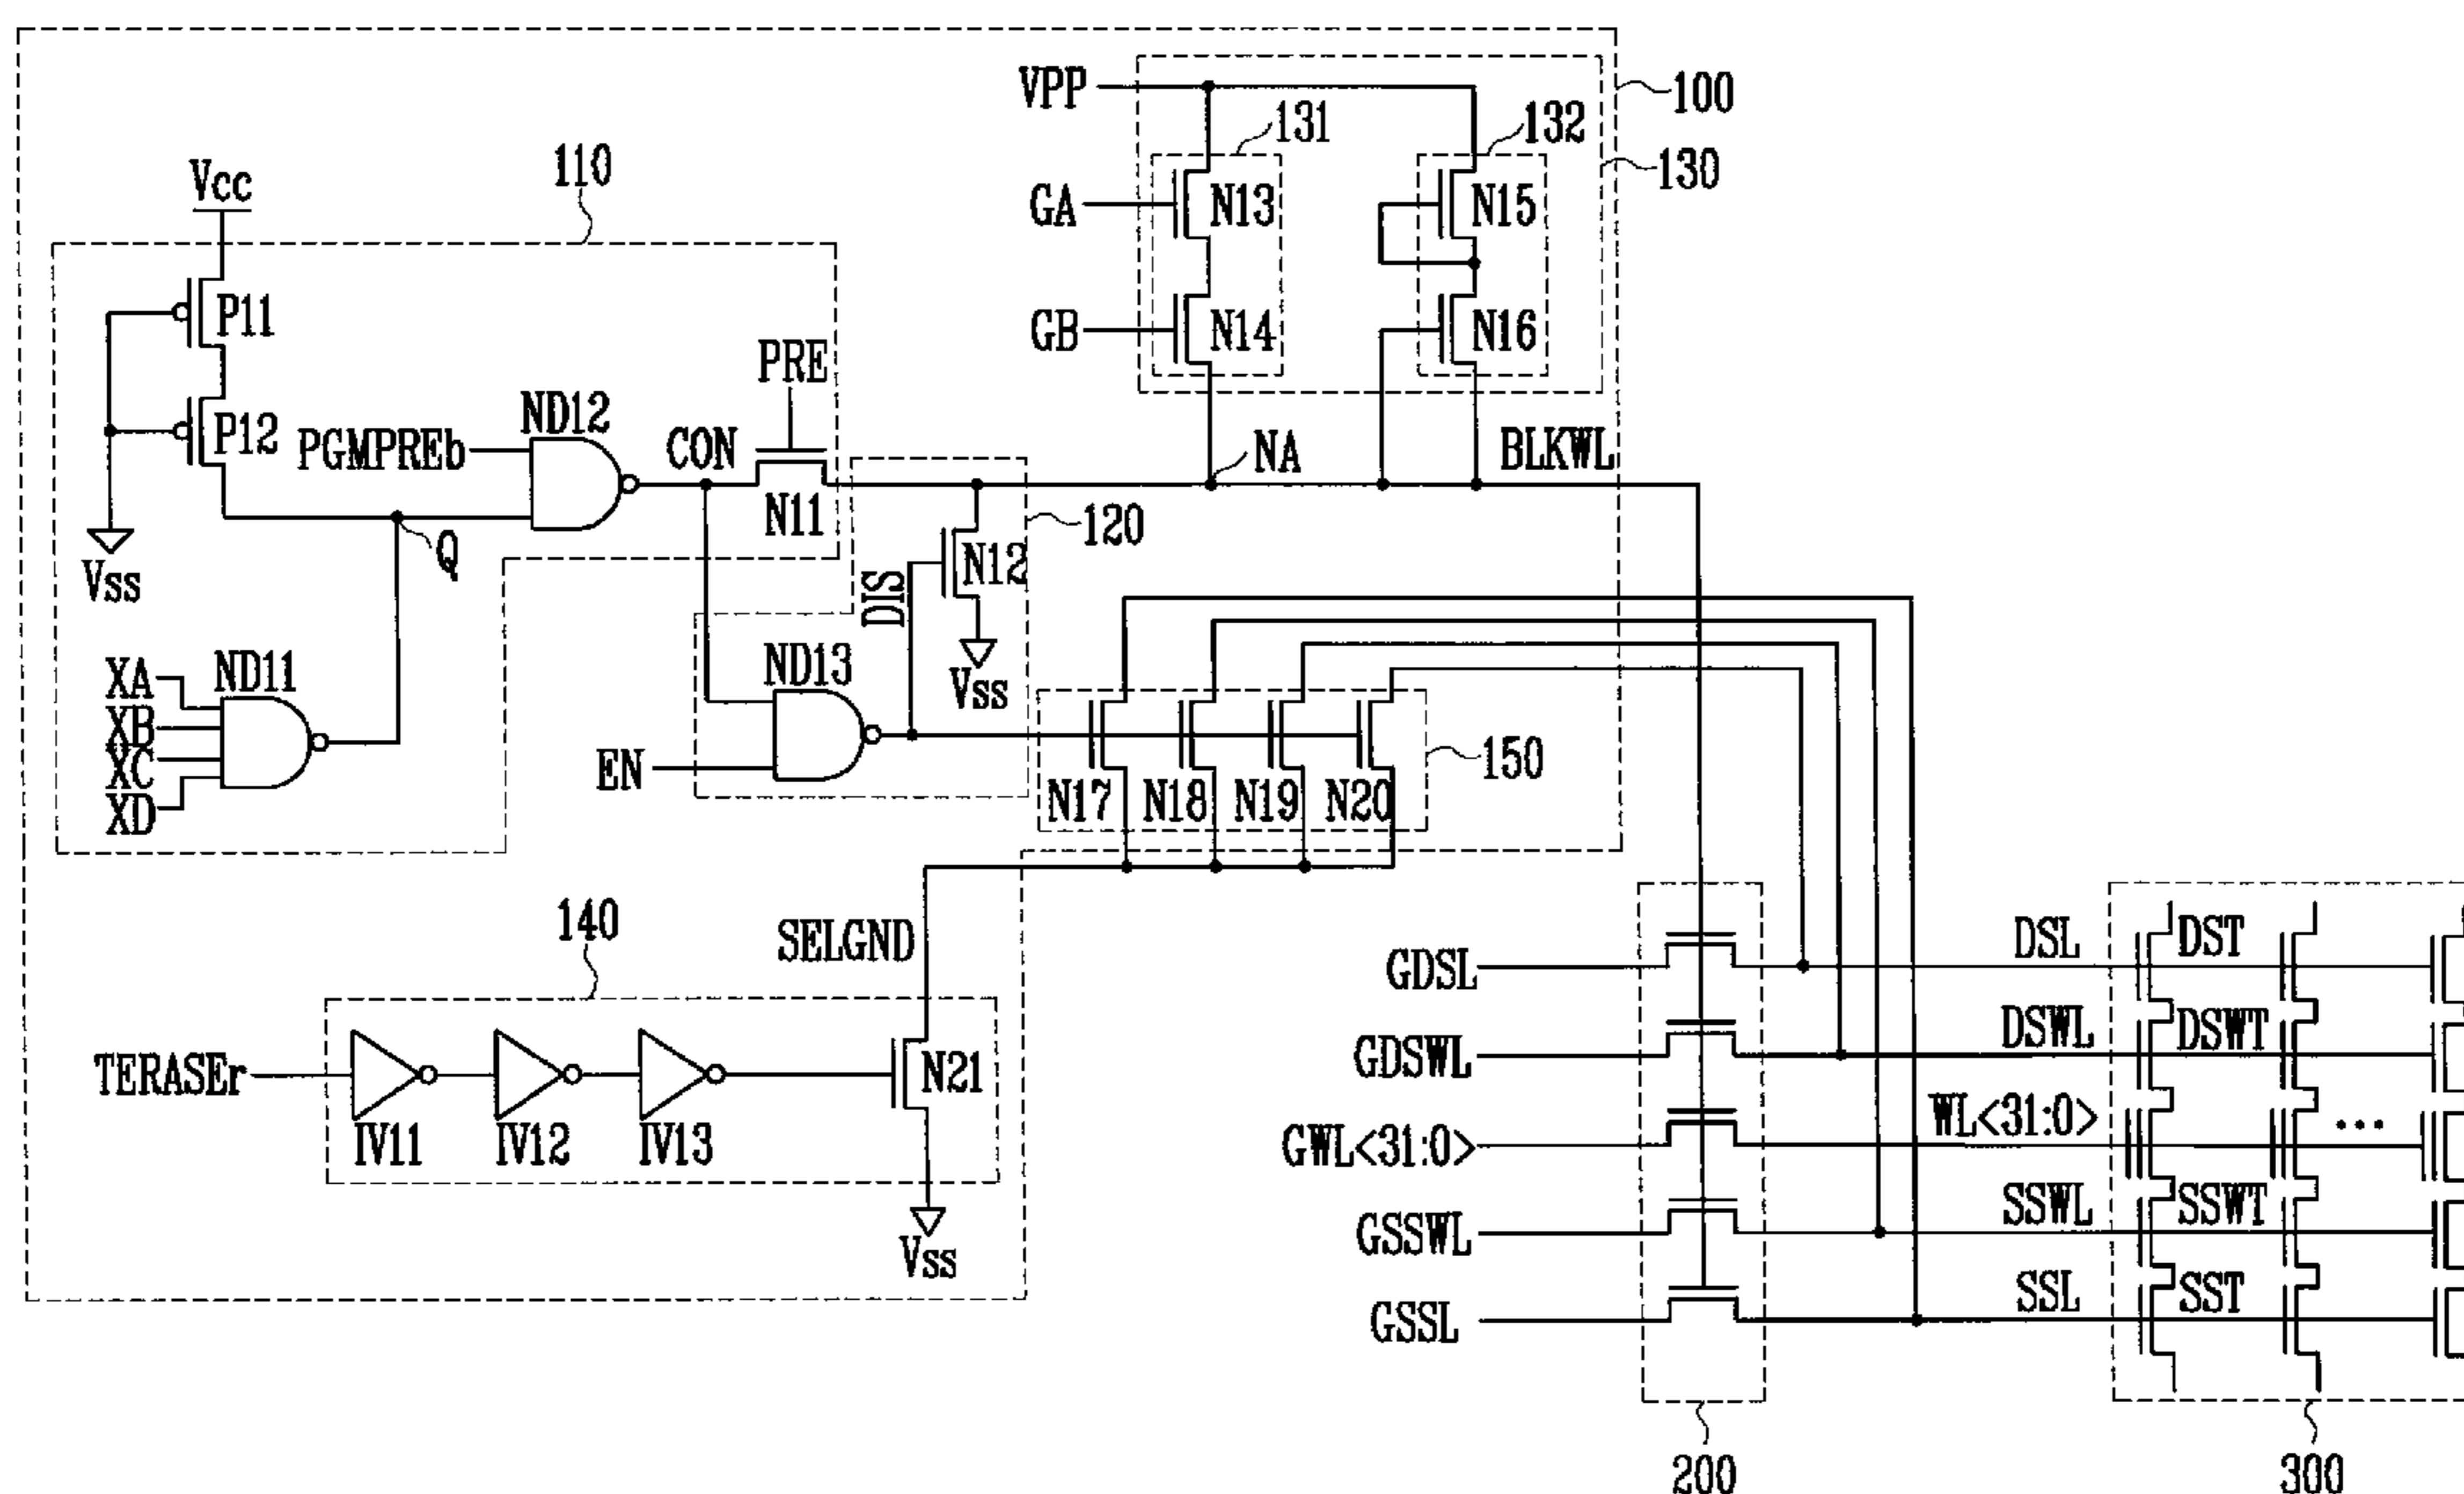 VPP
100
131
132
130
110
Vcc
GA
N13
N15
P11
GB
N14
N16
PRE
P12
ND12
PGMPREb
CON
NA
BLKWL
N11
120
Q
N12
Vss
DIS
XA
ND11
ND13
Vss
XB
XC
XD
EN
150
N17
N18
N19
N20
140
SELGND
GDSL
DSL
DST
GDSWL
DSWL
DSWT
TERASEr
N21
IV11
IV12
IV13
GWL<31:0>
WL<31:0>
...
GSSWL
SSWL
SSWT
Vss
GSSL
SSL
SST
200
300